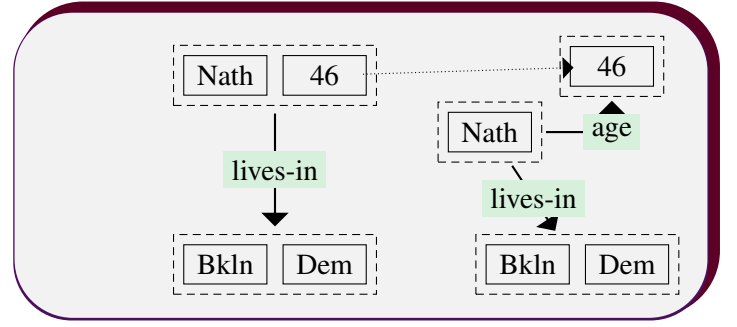 Nath 46
lives-in
Bkln Dem
46
Nath
age
lives-in
Bkln Dem